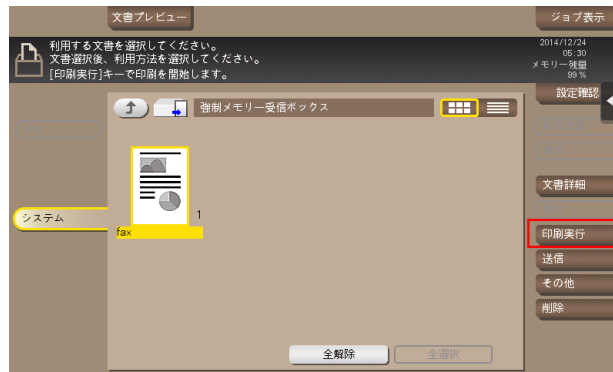 文書プレビュー
ジョブ表示
利用する文書を選択してください。
文書選択後、利用方法を選択してください。
[印刷実行]キーで印刷を開始します。
2014/12/24
05:30
メモリー残量
99 %
設定確認
強制メモリー受信ボックス
文書詳細
1
fax
システム
印刷実行
送信
その他
削除
全解除
全選択